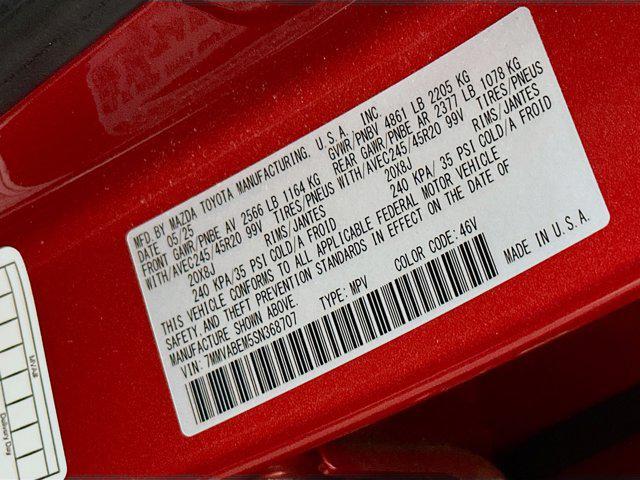 MFD BY MAZDA TOYOTA MANUFACTURING, U.S.A. INC
DATE 05/25 GVWR/PNBV 4861 LB 2205 KG
FRONT GAWR/PNBE AV 2566 LB 1164 KG REAR GAWR/PNBE AR 2377 LB 1078 KG
WITH/AVEC245/45R20 99V TIRES/PNEUS WITH/AVEC245/45R20 99V TIRES/PNEUS
20X8J RIMS/JANTES 20X8J RIMS/JANTES
240 KPA/35 PSI COLD/A FROID 240 KPA/ 35 PSI COLD/A FROID
THIS VEHICLE CONFORMS TO ALL APPLICABLE FEDERAL MOTOR VEHICLE
SAFETY AND THEFT PREVENTION STANDARDS IN EFFECT ON THE DATE OF
MANUFACTURE SHOWN ABOVE.
VIN: 7MMVABEM5SN368707 TYPE: MPV COLOR CODE: 46V
MADE IN U.S.A.
MVAR
Delivery Day